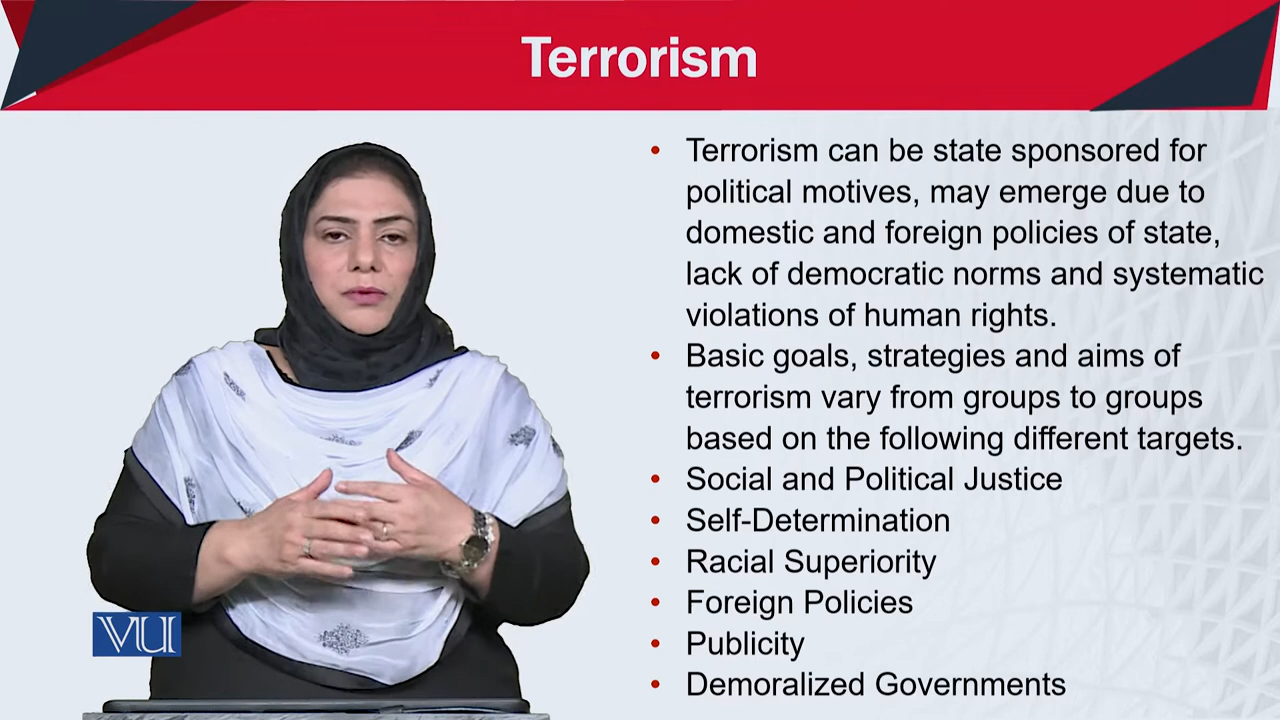 Terrorism
• Terrorism can be state sponsored for
political motives, may emerge due to
domestic and foreign policies of state,
lack of democratic norms and systematic
violations of human rights.
• Basic goals, strategies and aims of
terrorism vary from groups to groups
based on the following different targets.
• Social and Political Justice
• Self-Determination
• Racial Superiority
• Foreign Policies
• Publicity
• Demoralized Governments
VU